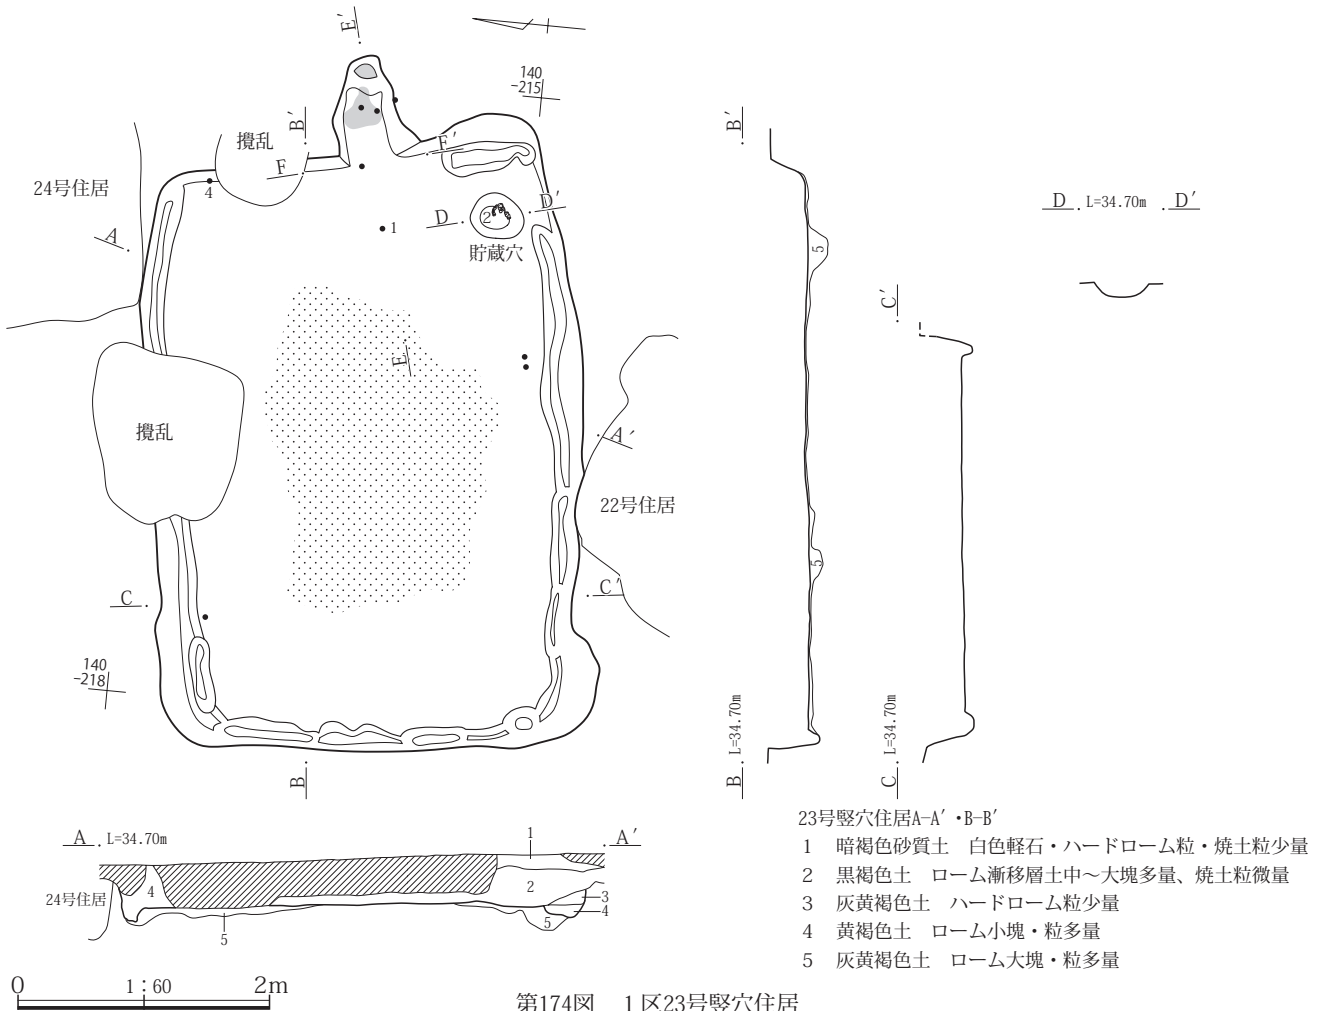 E′
140
-215
B′
攪乱
F
F′
24号住居
4
A
1
D
2
D′
貯蔵穴
E
攪乱
A′
22号住居
C
C′
140
-218
B
B′
5
5
B L=34.70m
C′
C L=34.70m
D L=34.70m D′
A L=34.70m
A′
1
24号住居
4
2
3
4
5
5
0 1：60 2m
23号竪穴住居A-A′・B-B′
1 暗褐色砂質土 白色軽石・ハードローム粒・焼土粒少量
2 黒褐色土 ローム漸移層土中～大塊多量、焼土粒微量
3 灰黄褐色土 ハードローム粒少量
4 黄褐色土 ローム小塊・粒多量
5 灰黄褐色土 ローム大塊・粒多量
第174図 1区23号竪穴住居